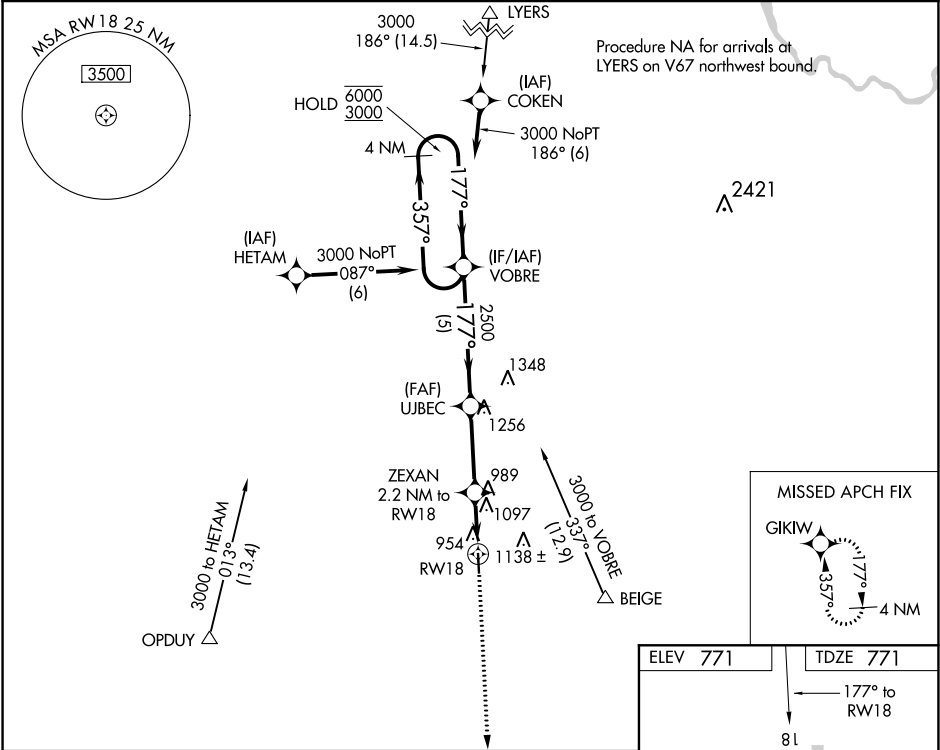 MSA RW 18 25 NM
3500
3000
186° (14.5)
LYERS
Procedure NA for arrivals at
LYERS on V67 northwest bound.
(IAF)
COKEN
HOLD 6000
3000
3000 NoPT
186° (6)
4 NM
177°
357°
2421
(IAF)
HETAM
3000 NoPT
087°
(6)
(IF/IAF)
VOBRE
2500
177°
(5)
1348
(FAF)
UJBEC
1256
ZEXAN
2.2 NM to
RW18
989
1097
954
RW18
1138 ±
3000 to HETAM
013°
(13.4)
OPDUY
3000 to VOBRE
337°
(12.9)
BEIGE
MISSED APCH FIX
GIKIW
357°
177°
4 NM
ELEV 771
TDZE 771
177° to
RW18
18